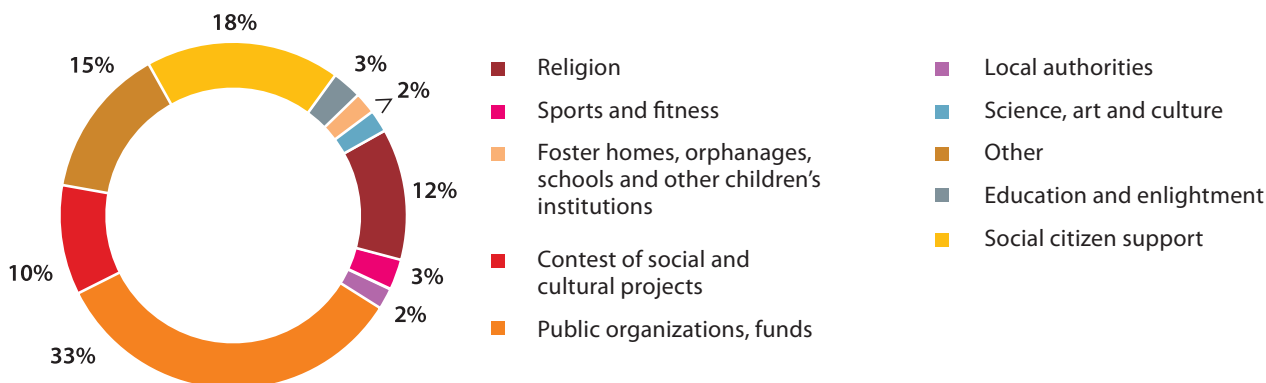 18%
3%
2%
12%
3%
2%
33%
10%
15%
Religion
Sports and fitness
Foster homes, orphanages,
schools and other children's
institutions
Contest of social and
cultural projects
Public organizations, funds
Local authorities
Science, art and culture
Other
Education and enlightment
Social citizen support